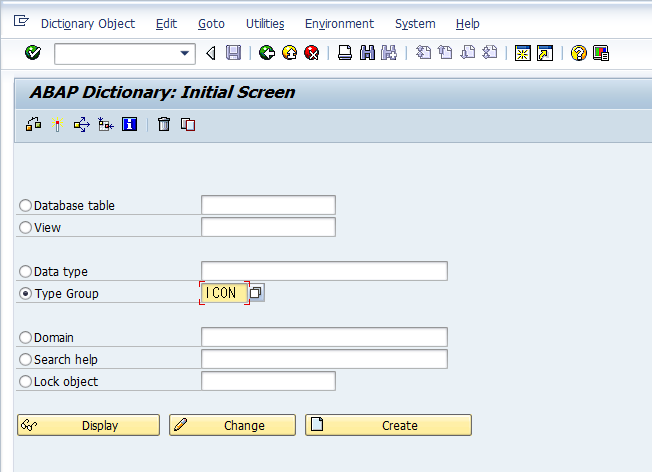 Dictionary Object Edit Goto Utilities Environment System Help
ABAP Dictionary: Initial Screen
Database table
View
Data type
Type Group ICON
Domain
Search help
Lock object
Display Change Create